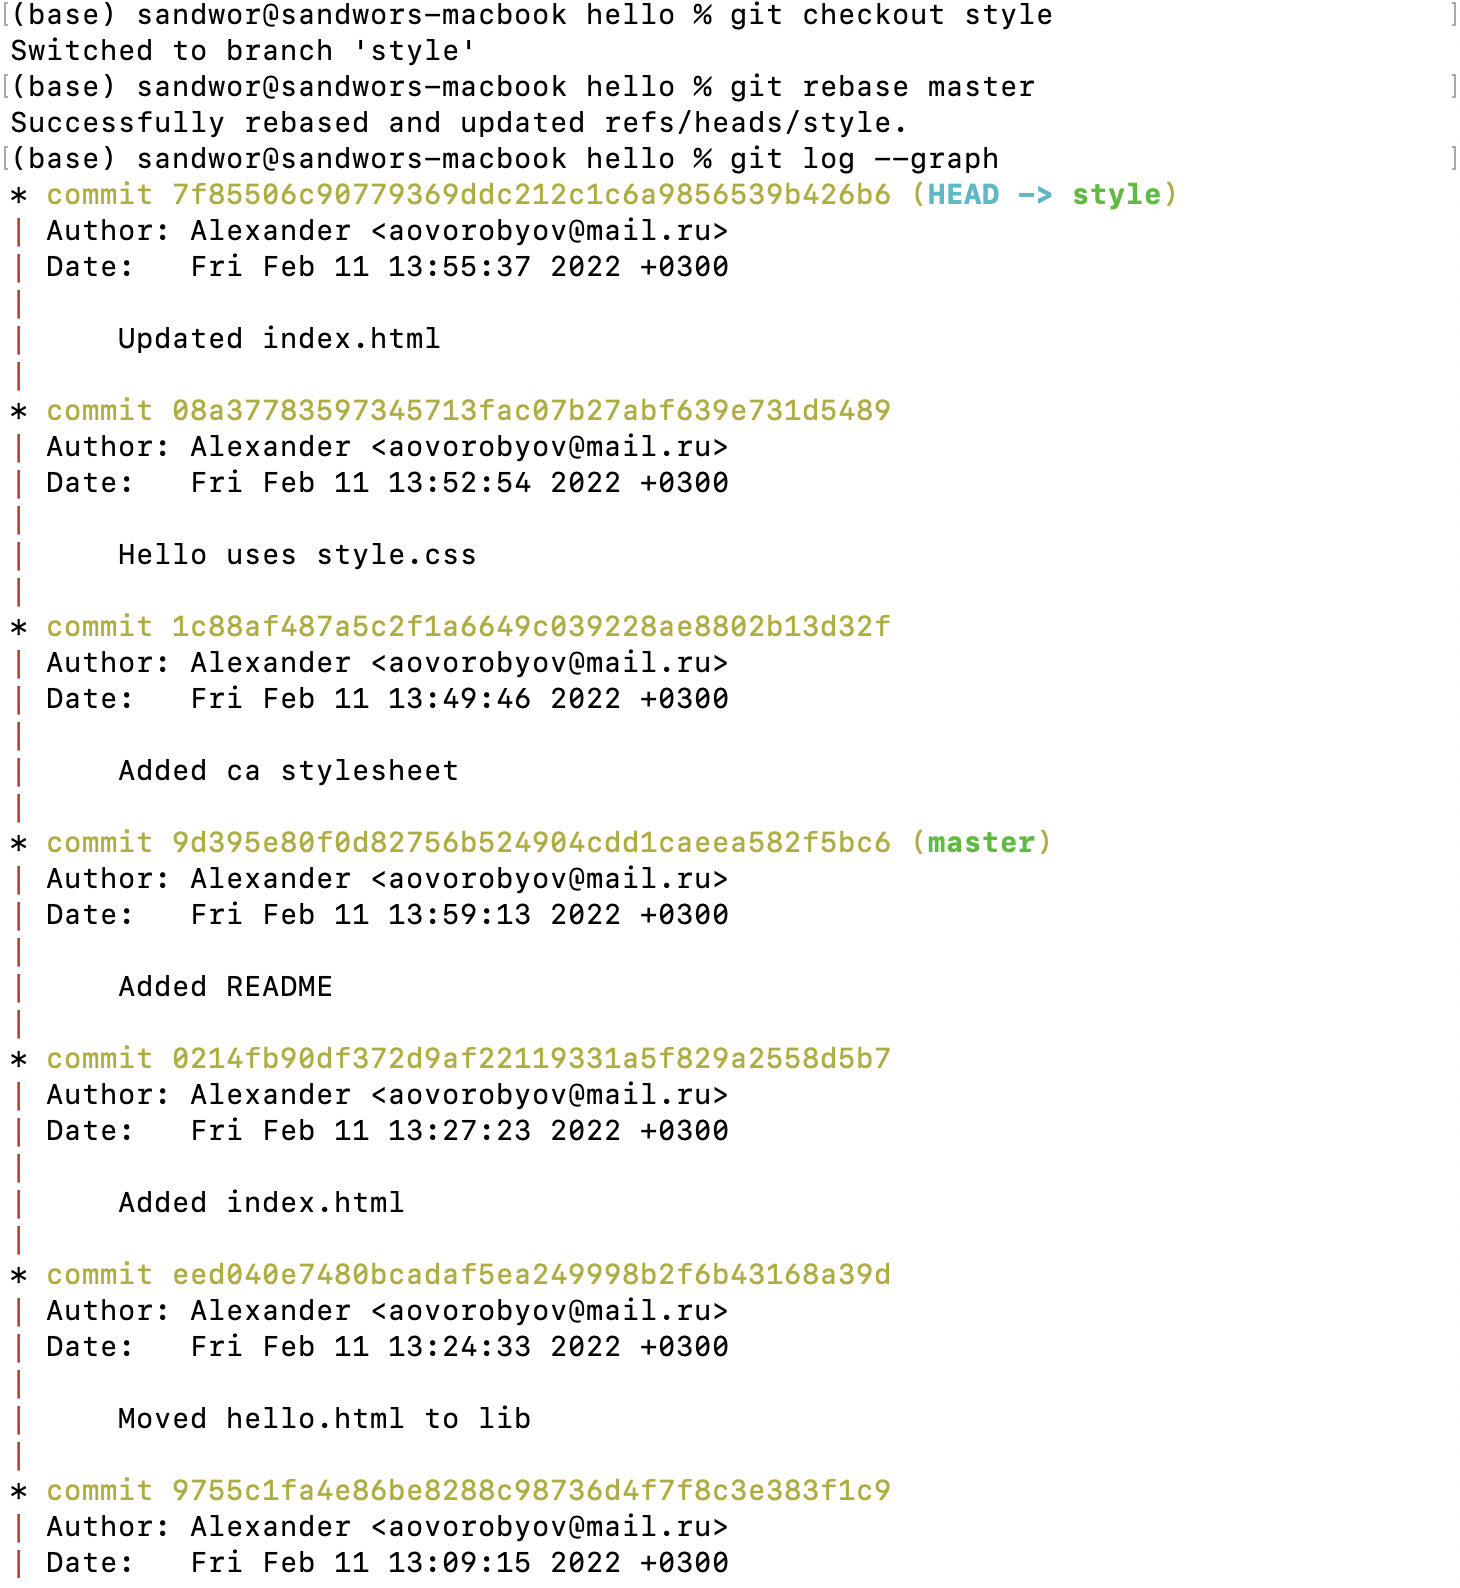 [(base) sandwor@sandwors-macbook hello % git checkout style ]
Switched to branch 'style'
[(base) sandwor@sandwors-macbook hello % git rebase master ]
Successfully rebased and updated refs/heads/style.
[(base) sandwor@sandwors-macbook hello % git log --graph ]
* commit 7f85506c90779369ddc212c1c6a9856539b426b6 (HEAD -> style)
| Author: Alexander <aovorobyov@mail.ru>
| Date:   Fri Feb 11 13:55:37 2022 +0300
|
|     Updated index.html
|
* commit 08a37783597345713fac07b27abf639e731d5489
| Author: Alexander <aovorobyov@mail.ru>
| Date:   Fri Feb 11 13:52:54 2022 +0300
|
|     Hello uses style.css
|
* commit 1c88af487a5c2f1a6649c039228ae8802b13d32f
| Author: Alexander <aovorobyov@mail.ru>
| Date:   Fri Feb 11 13:49:46 2022 +0300
|
|     Added ca stylesheet
|
* commit 9d395e80f0d82756b524904cdd1caeea582f5bc6 (master)
| Author: Alexander <aovorobyov@mail.ru>
| Date:   Fri Feb 11 13:59:13 2022 +0300
|
|     Added README
|
* commit 0214fb90df372d9af22119331a5f829a2558d5b7
| Author: Alexander <aovorobyov@mail.ru>
| Date:   Fri Feb 11 13:27:23 2022 +0300
|
|     Added index.html
|
* commit eed040e7480bcadaf5ea249998b2f6b43168a39d
| Author: Alexander <aovorobyov@mail.ru>
| Date:   Fri Feb 11 13:24:33 2022 +0300
|
|     Moved hello.html to lib
|
* commit 9755c1fa4e86be8288c98736d4f7f8c3e383f1c9
| Author: Alexander <aovorobyov@mail.ru>
| Date:   Fri Feb 11 13:09:15 2022 +0300